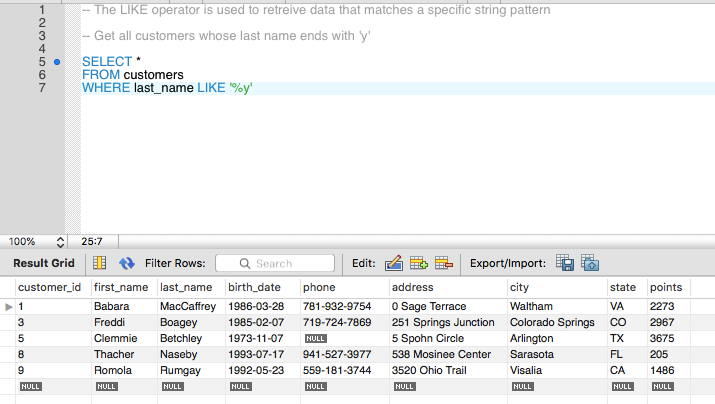 1 -- The LIKE operator is used to retreive data that matches a specific string pattern
2
3 -- Get all customers whose last name ends with 'y'
4
5 SELECT *
6 FROM customers
7 WHERE last_name LIKE '%y'
100% 25:7
Result Grid Filter Rows: Search Edit: Export/Import:
customer_id first_name last_name birth_date phone address city state points
1 Babara MacCaffrey 1986-03-28 781-932-9754 0 Sage Terrace Waltham VA 2273
3 Freddi Boagey 1985-02-07 719-724-7869 251 Springs Junction Colorado Springs CO 2967
5 Clemmie Betchley 1973-11-07 NULL 5 Spohn Circle Arlington TX 3675
8 Thacher Naseby 1993-07-17 941-527-3977 538 Mosinee Center Sarasota FL 205
9 Romola Rumgay 1992-05-23 559-181-3744 3520 Ohio Trail Visalia CA 1486
NULL NULL NULL NULL NULL NULL NULL NULL NULL